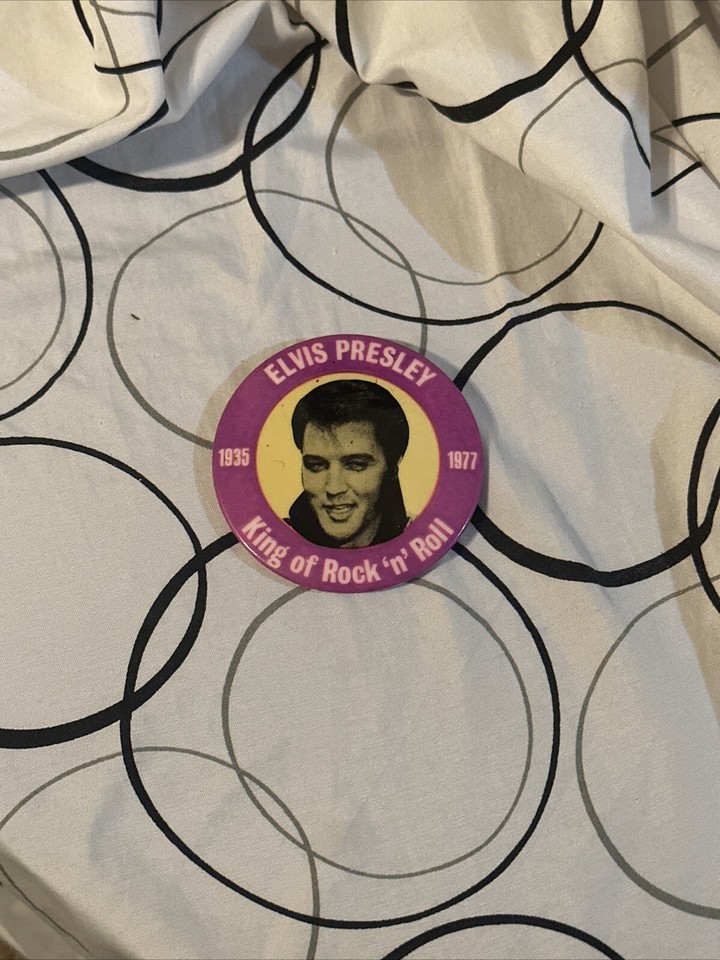 ELVIS PRESLEY
1935
1977
King of Rock 'n' Roll